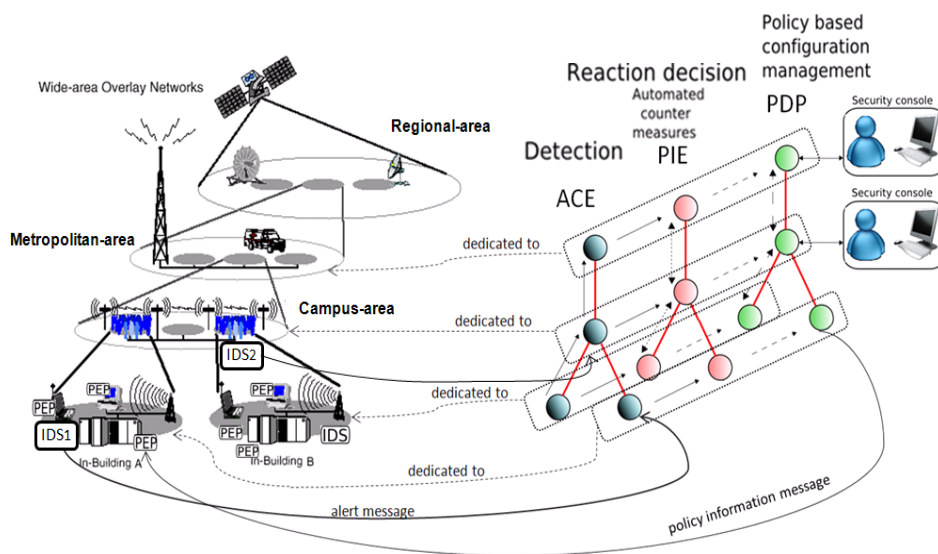 Policy based
configuration
management
PDP
Reaction decision
Automated
counter
measures
PIE
Detection
ACE
Security console
Security console
Wide-area Overlay Networks
Regional-area
Metropolitan-area
dedicated to
Campus-area
dedicated to
IDS2
PEP
PEP
dedicated to
PEP
PEP
IDS1
PEP
PEP
IDS
In-Building A
In-Building B
dedicated to
alert message
policy information message